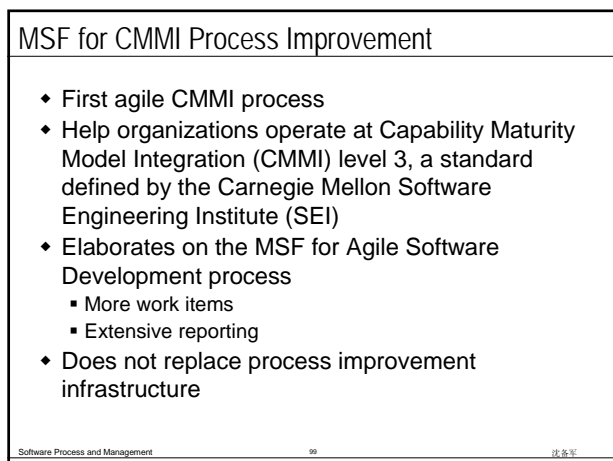 MSF for CMMI Process Improvement
◆ First agile CMMI process
◆ Help organizations operate at Capability Maturity
Model Integration (CMMI) level 3, a standard
defined by the Carnegie Mellon Software
Engineering Institute (SEI)
◆ Elaborates on the MSF for Agile Software
Development process
▪ More work items
▪ Extensive reporting
◆ Does not replace process improvement
infrastructure
Software Process and Management 99 沈备军